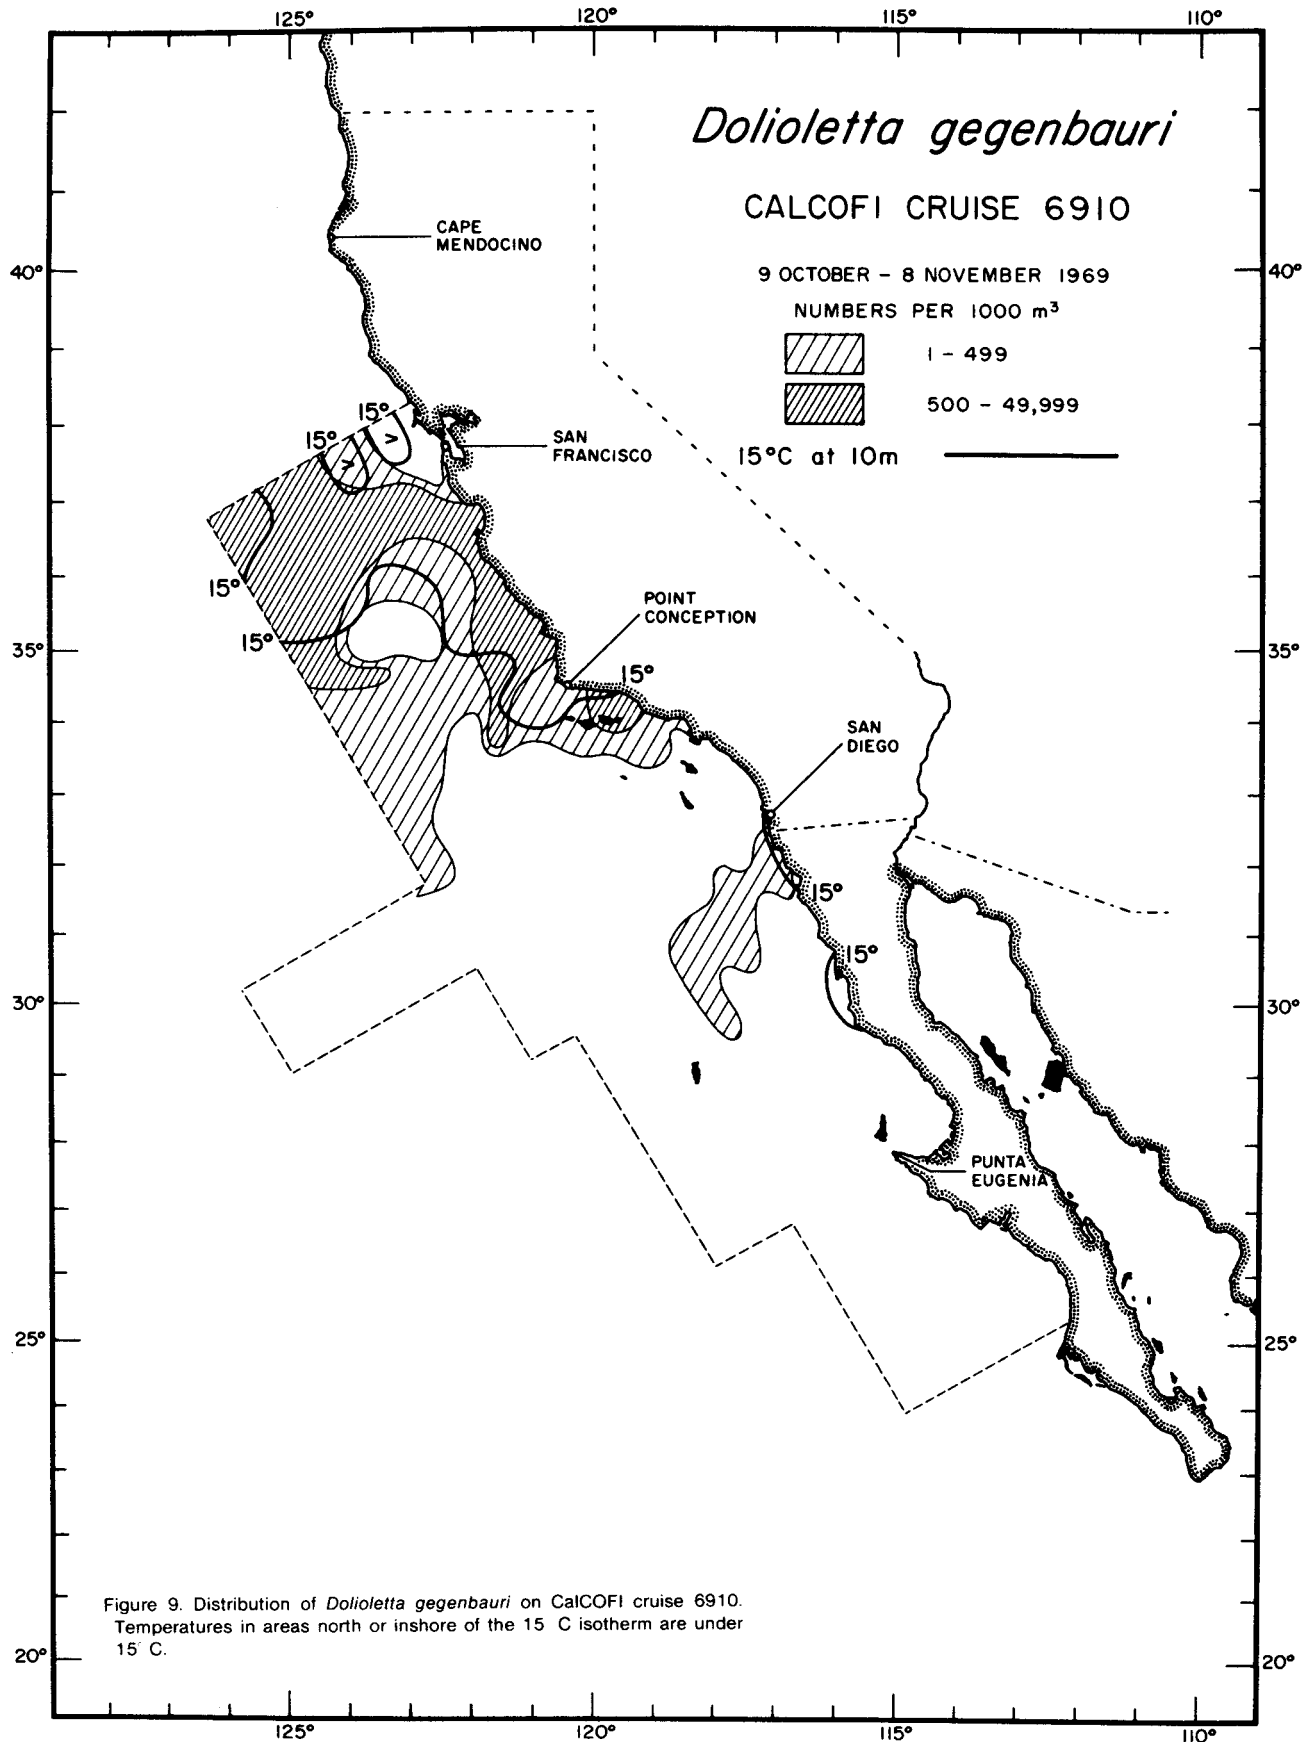 125° 120° 115° 110°
Dolioletta gegenbauri
CALCOFI CRUISE 6910
CAPE
MENDOCINO
40° 40°
9 OCTOBER – 8 NOVEMBER 1969
NUMBERS PER 1000 m³
1 – 499
500 – 49,999
15°C at 10m
15°
15°
>
>
SAN
FRANCISCO
15°
15°
POINT
CONCEPTION
35° 35°
15°
SAN
DIEGO
15°
15°
30° 30°
PUNTA
EUGENIA
25° 25°
Figure 9. Distribution of Dolioletta gegenbauri on CalCOFI cruise 6910.
Temperatures in areas north or inshore of the 15 C isotherm are under
15° C.
20° 20°
125° 120° 115° 110°